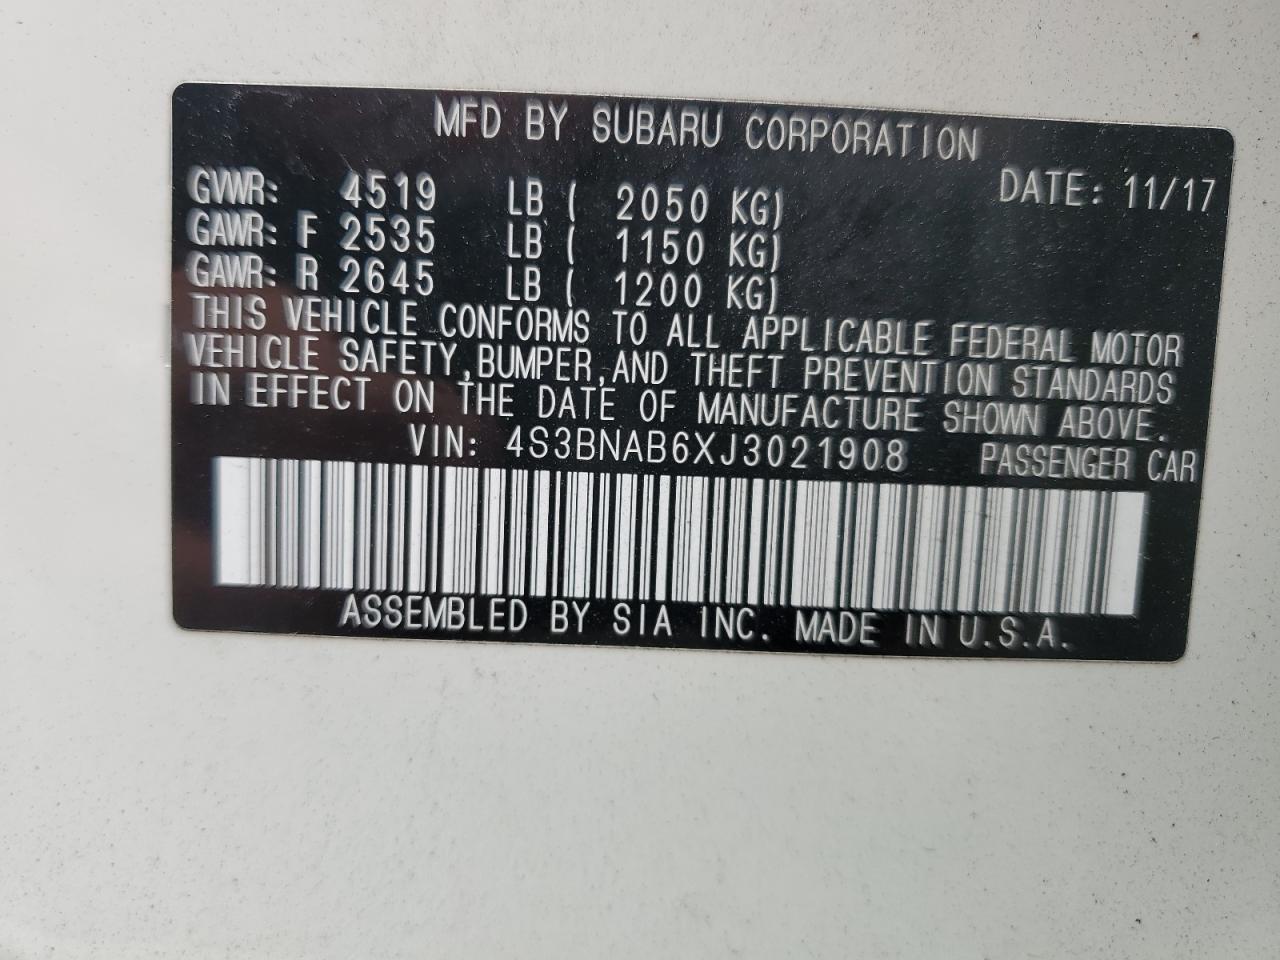 MFD BY SUBARU CORPORATION
GVWR: 4519 LB ( 2050 KG) DATE: 11/17
GAWR: F 2535 LB ( 1150 KG)
GAWR: R 2645 LB ( 1200 KG)
THIS VEHICLE CONFORMS TO ALL APPLICABLE FEDERAL MOTOR
VEHICLE SAFETY, BUMPER, AND THEFT PREVENTION STANDARDS
IN EFFECT ON THE DATE OF MANUFACTURE SHOWN ABOVE.
VIN: 4S3BNAB6XJ3021908 PASSENGER CAR
ASSEMBLED BY SIA INC. MADE IN U.S.A.